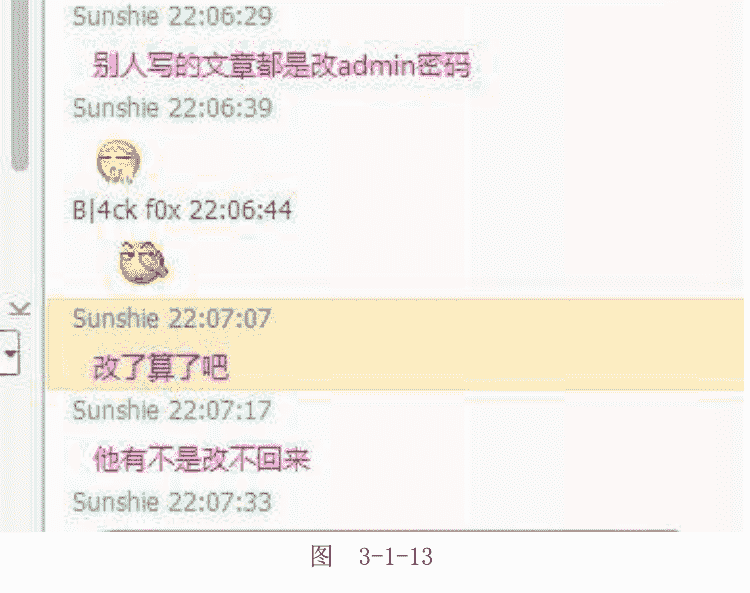 Sunshie 22:06:29
别人写的文章都是改admin密码
Sunshie 22:06:39
B|4ck f0x 22:06:44
Sunshie 22:07:07
改了算了吧
Sunshie 22:07:17
他有不是改不回来
Sunshie 22:07:33
图 3-1-13